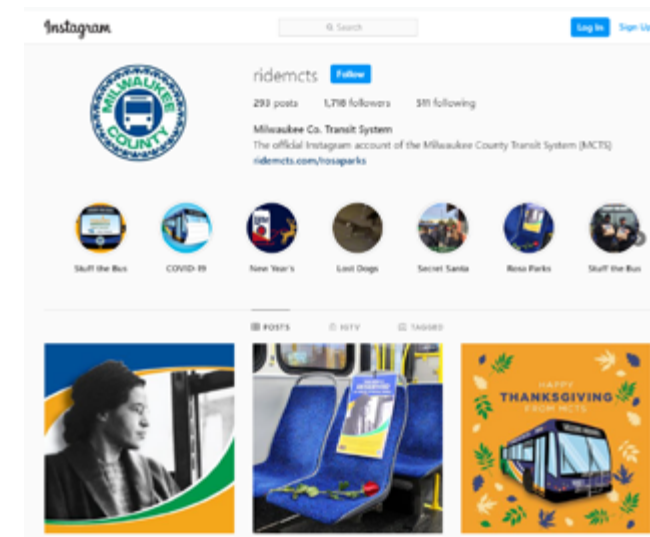 Instagram
Search
Log In Sign Up
MILWAUKEE
COUNTY
ridemcts Follow
293 posts 1,718 followers 511 following
Milwaukee Co. Transit System
The official Instagram account of the Milwaukee County Transit System (MCTS)
ridemcts.com/rosaparks
Stuff the Bus COVID-19 New Year's Lost Dogs Secret Santa Rosa Parks Stuff the Bus
POSTS IGTV TAGGED
HAPPY
THANKSGIVING
FROM MCTS